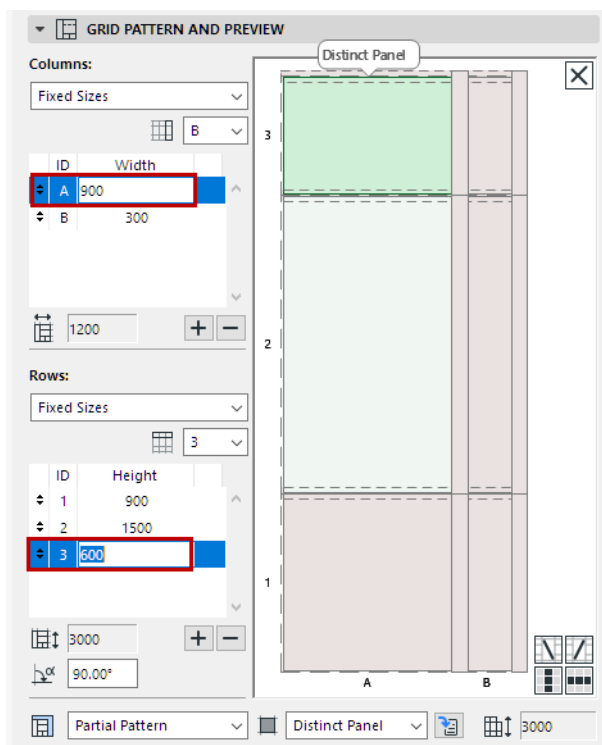 GRID PATTERN AND PREVIEW
Columns:
Fixed Sizes
B
ID Width
A 900
B 300
1200
Rows:
Fixed Sizes
3
ID Height
1 900
2 1500
3 600
3000
α 90.00°
Distinct Panel
3
2
1
A B
Partial Pattern
Distinct Panel
3000